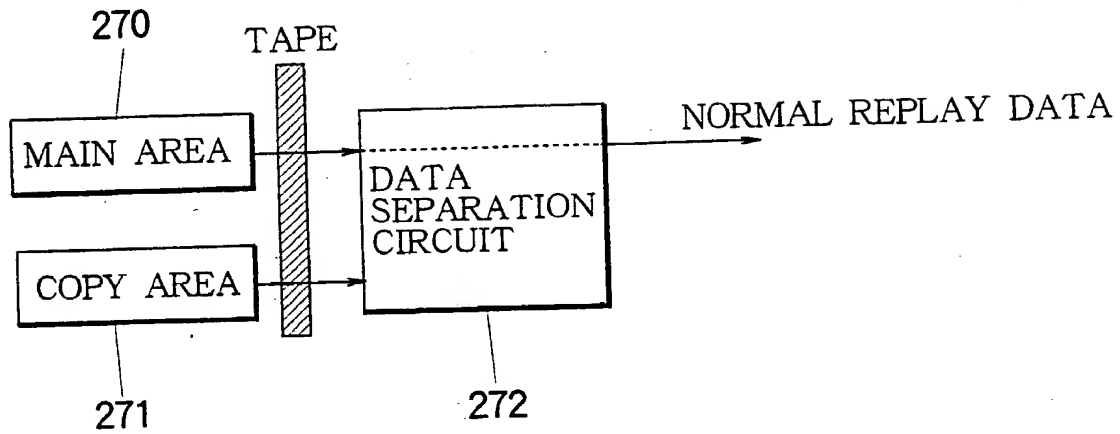 270
TAPE
MAIN AREA
NORMAL REPLAY DATA
DATA
SEPARATION
CIRCUIT
COPY AREA
271
272